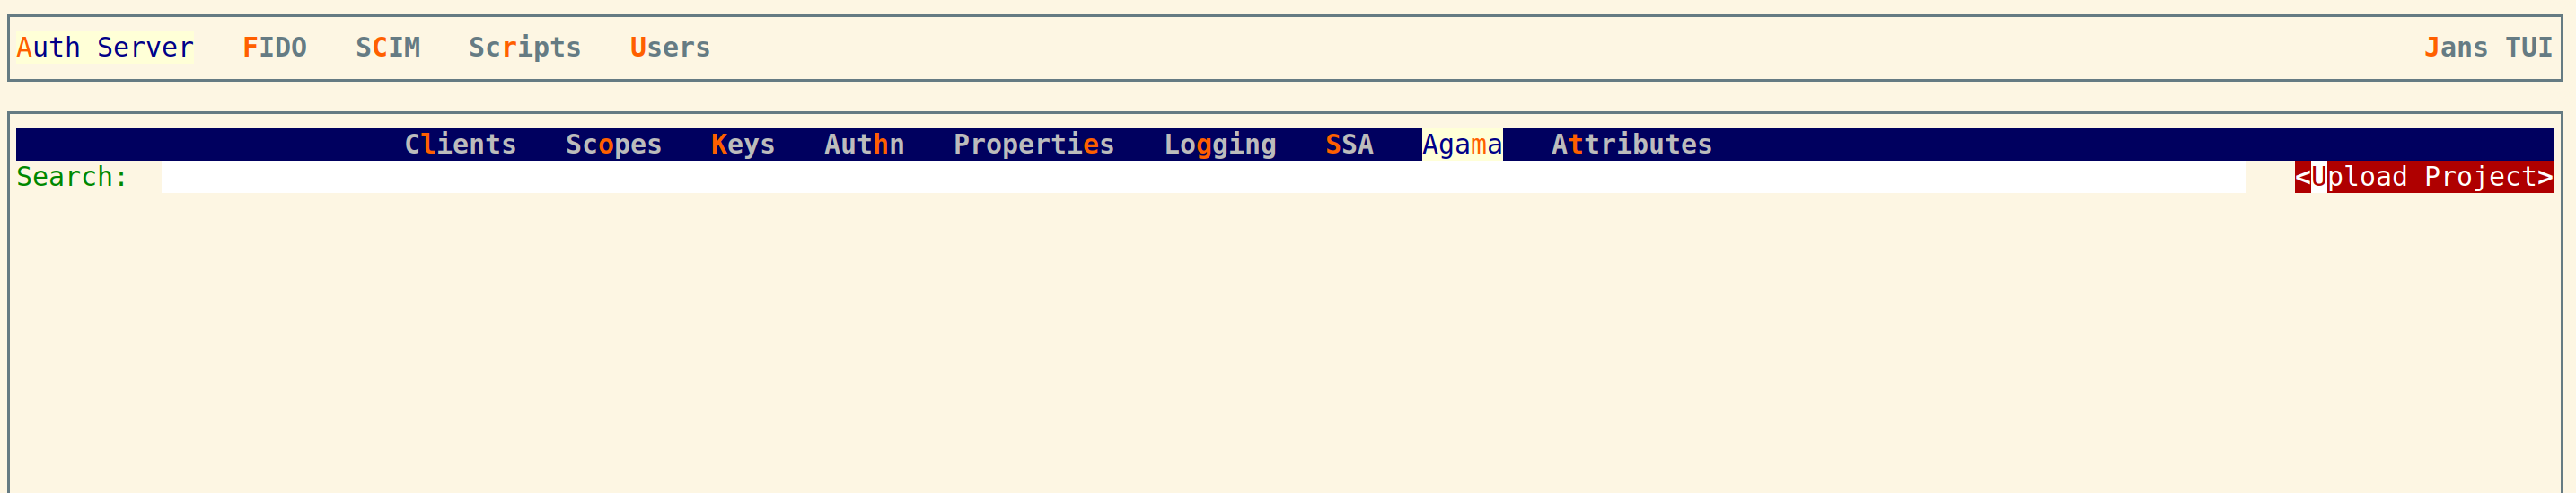 Auth Server FIDO SCIM Scripts Users Jans TUI
Clients Scopes Keys Authn Properties Logging SSA Agama Attributes
Search: <Upload Project>